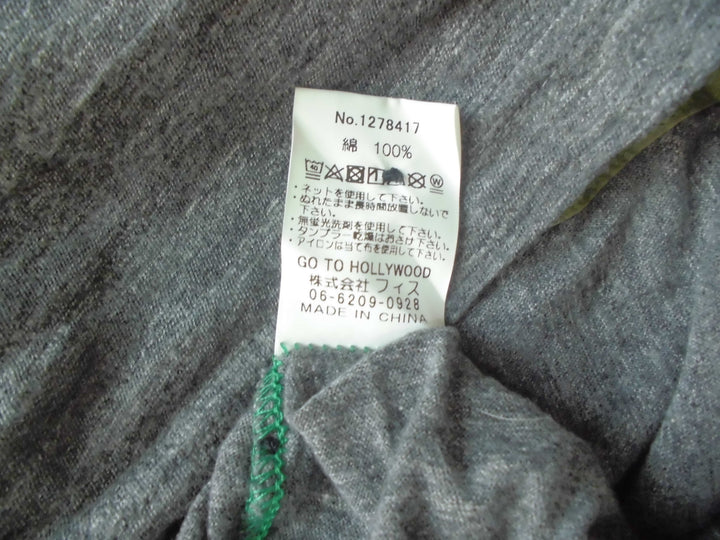 No.1278417
綿 100%
40 W
・ネットを使用して下さい。
・ぬれたまま長時間放置しないで
下さい。
・無蛍光洗剤を使用して下さい。
・タンブラー乾燥はおさけ下さい。
・アイロンは当て布を使用して下さい。
GO TO HOLLYWOOD
株式会社 フィス
06-6209-0928
MADE IN CHINA